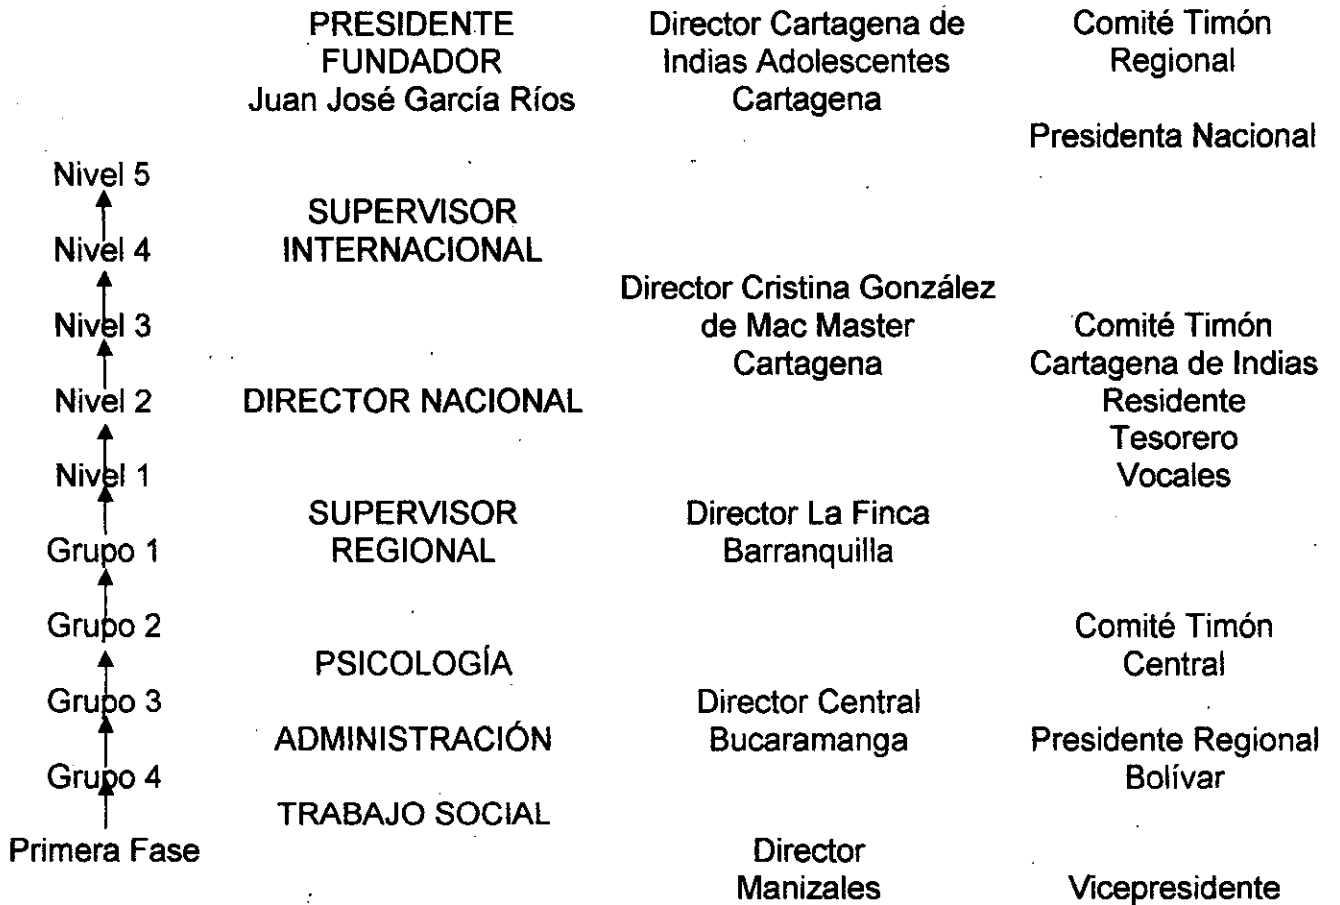 PRESIDENTE
FUNDADOR
Juan José García Ríos
Director Cartagena de
Indias Adolescentes
Cartagena
Comité Timón
Regional
Presidenta Nacional
Nivel 5
Nivel 4
Nivel 3
Nivel 2
Nivel 1
Grupo 1
Grupo 2
Grupo 3
Grupo 4
Primera Fase
SUPERVISOR
INTERNACIONAL
DIRECTOR NACIONAL
SUPERVISOR
REGIONAL
PSICOLOGÍA
ADMINISTRACIÓN
TRABAJO SOCIAL
Director Cristina González
de Mac Master
Cartagena
Director La Finca
Barranquilla
Director Central
Bucaramanga
Director
Manizales
Comité Timón
Cartagena de Indias
Residente
Tesorero
Vocales
Comité Timón
Central
Presidente Regional
Bolívar
Vicepresidente